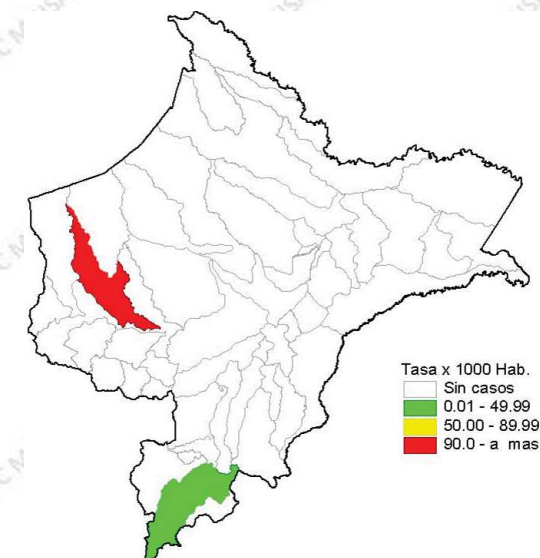 Tasa x 1000 Hab.
Sin casos
0.01 - 49.99
50.00 - 89.99
90.0 - a mas